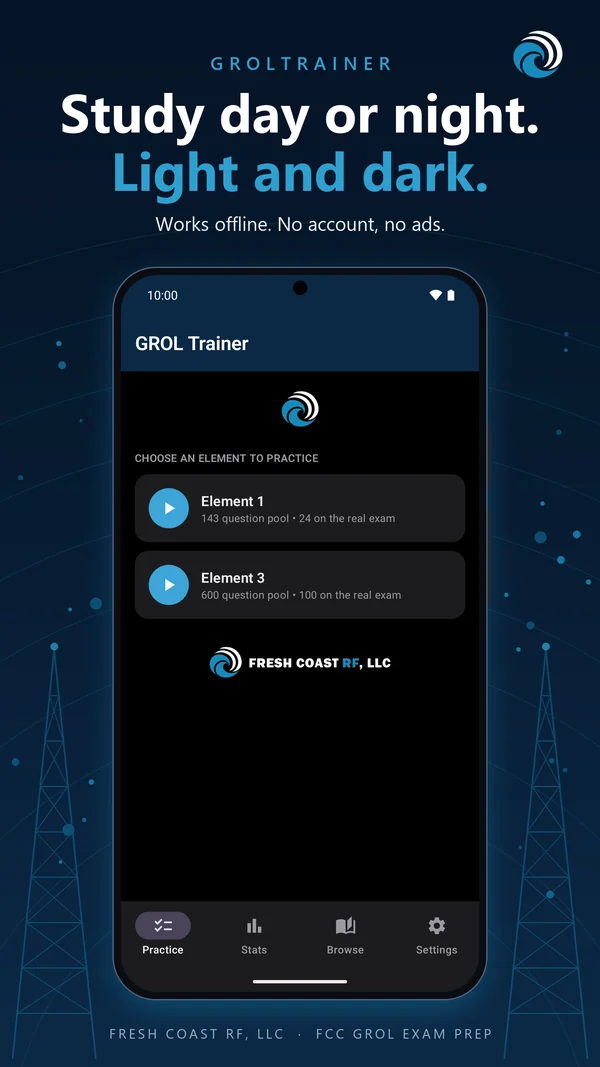 GROLTRAINER
Study day or night.
Light and dark.
Works offline. No account, no ads.
10:00
GROL Trainer
CHOOSE AN ELEMENT TO PRACTICE
Element 1
143 question pool • 24 on the real exam
Element 3
600 question pool • 100 on the real exam
FRESH COAST RF, LLC
Practice
Stats
Browse
Settings
FRESH COAST RF, LLC · FCC GROL EXAM PREP